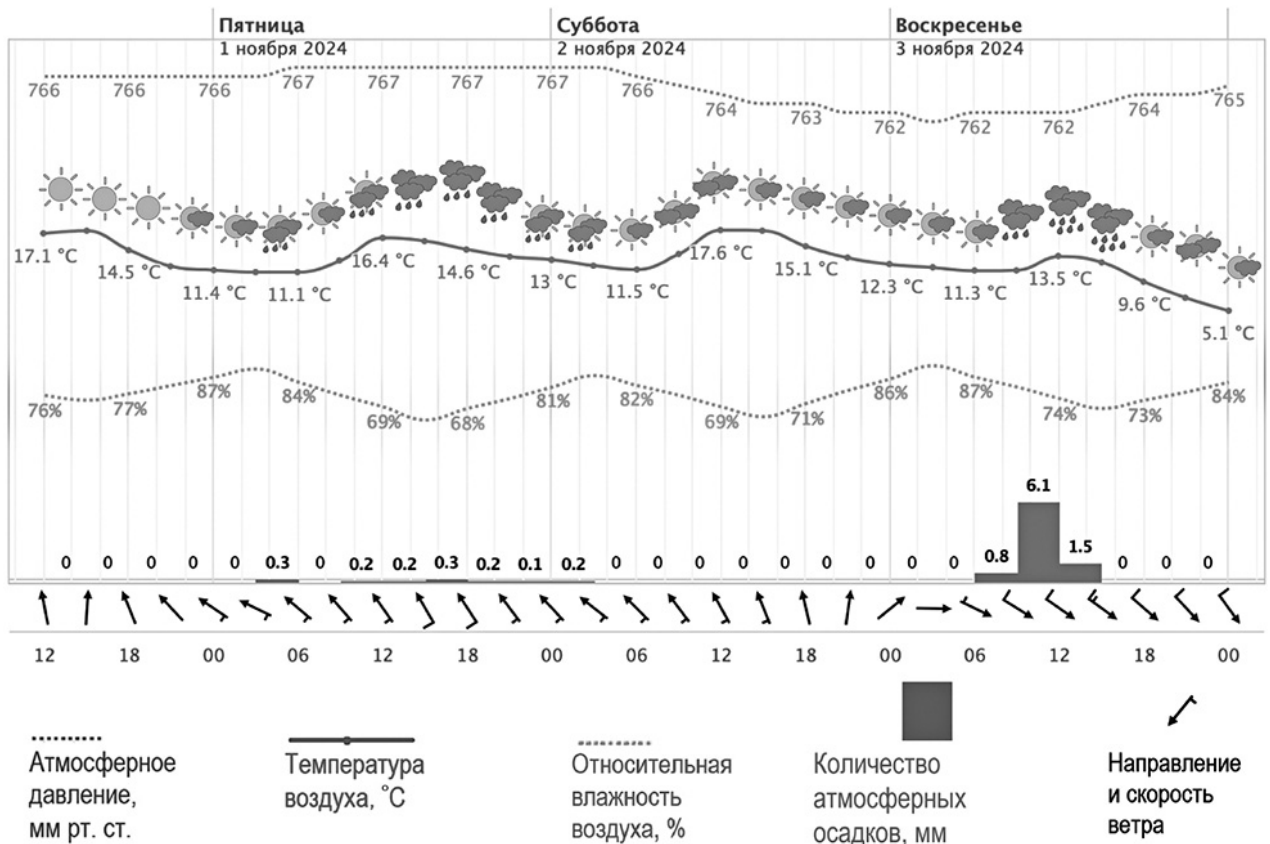 Пятница Суббота Воскресенье
1 ноября 2024 2 ноября 2024 3 ноября 2024
766 766 766 767 767 767 767 766 764 763 762 762 762 764 765
17.1 °C 14.5 °C 11.4 °C 11.1 °C 16.4 °C 14.6 °C 13 °C 11.5 °C 17.6 °C 15.1 °C 12.3 °C 11.3 °C 13.5 °C 9.6 °C 5.1 °C
76% 77% 87% 84% 69% 68% 81% 82% 69% 71% 86% 87% 74% 73% 84%
0 0 0 0 0 0.3 0 0.2 0.2 0.3 0.2 0.1 0.2 0 0 0 0 0 0 0 0 0 0.8 6.1 1.5 0 0 0
12 18 00 06 12 18 00 06 12 18 00 06 12 18 00
Атмосферное
давление,
мм рт. ст.
Температура
воздуха, °C
Относительная
влажность
воздуха, %
Количество
атмосферных
осадков, мм
Направление
и скорость
ветра